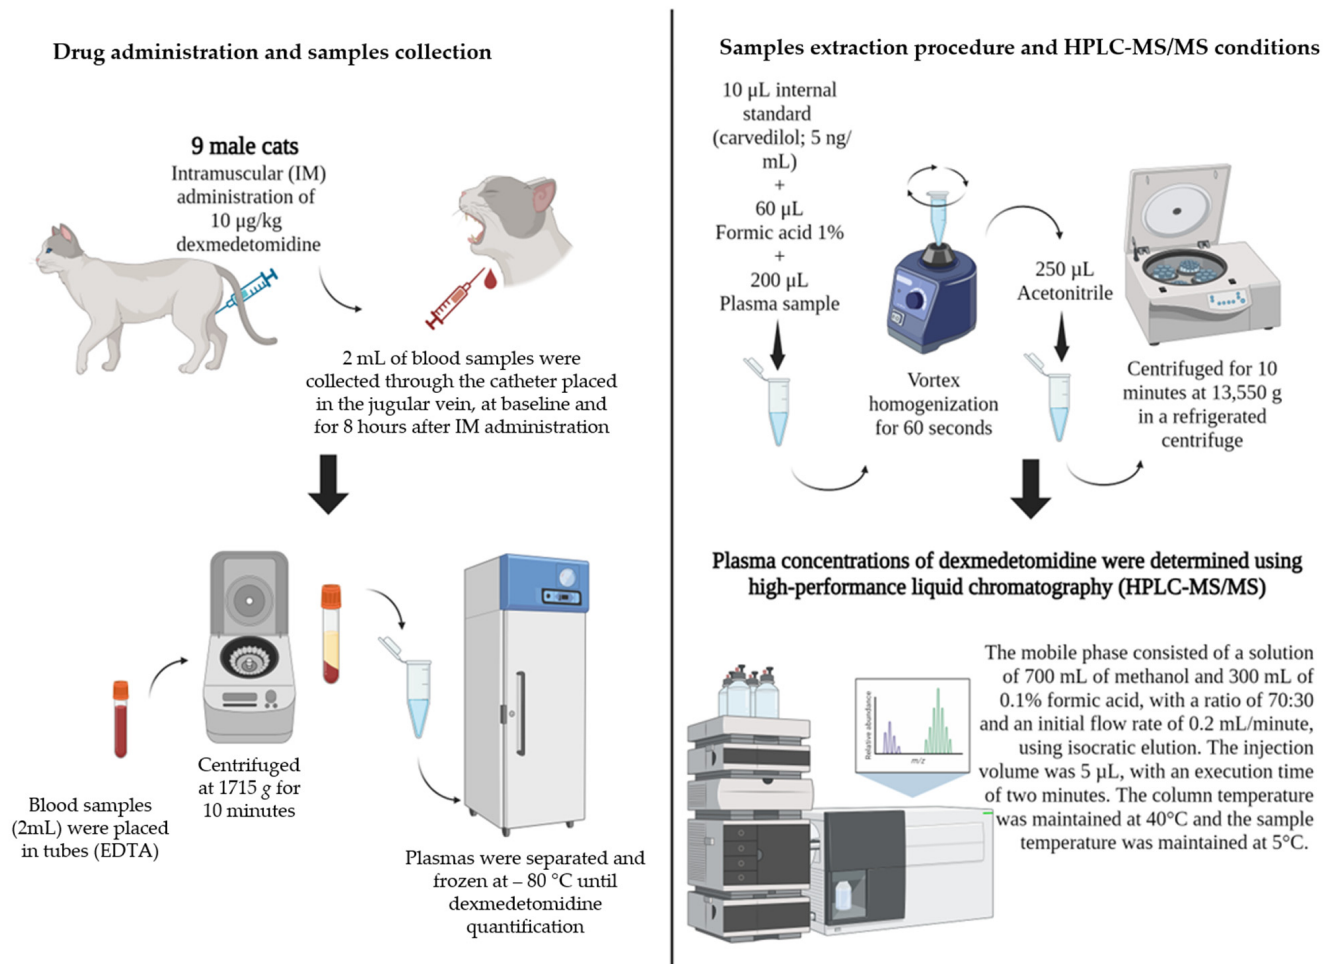 Drug administration and samples collection
9 male cats
Intramuscular (IM)
administration of
10 µg/kg
dexmedetomidine
2 mL of blood samples were
collected through the catheter placed
in the jugular vein, at baseline and
for 8 hours after IM administration
Blood samples
(2mL) were placed
in tubes (EDTA)
Centrifuged
at 1715 g for
10 minutes
Plasmas were separated and
frozen at – 80 °C until
dexmedetomidine
quantification
Samples extraction procedure and HPLC-MS/MS conditions
10 µL internal
standard
(carvedilol; 5 ng/
mL)
+
60 µL
Formic acid 1%
+
200 µL
Plasma sample
Vortex
homogenization
for 60 seconds
250 µL
Acetonitrile
Centrifuged for 10
minutes at 13,550 g
in a refrigerated
centrifuge
Plasma concentrations of dexmedetomidine were determined using
high-performance liquid chromatography (HPLC-MS/MS)
Relative abundance
m/z
The mobile phase consisted of a solution
of 700 mL of methanol and 300 mL of
0.1% formic acid, with a ratio of 70:30
and an initial flow rate of 0.2 mL/minute,
using isocratic elution. The injection
volume was 5 µL, with an execution time
of two minutes. The column temperature
was maintained at 40°C and the sample
temperature was maintained at 5°C.